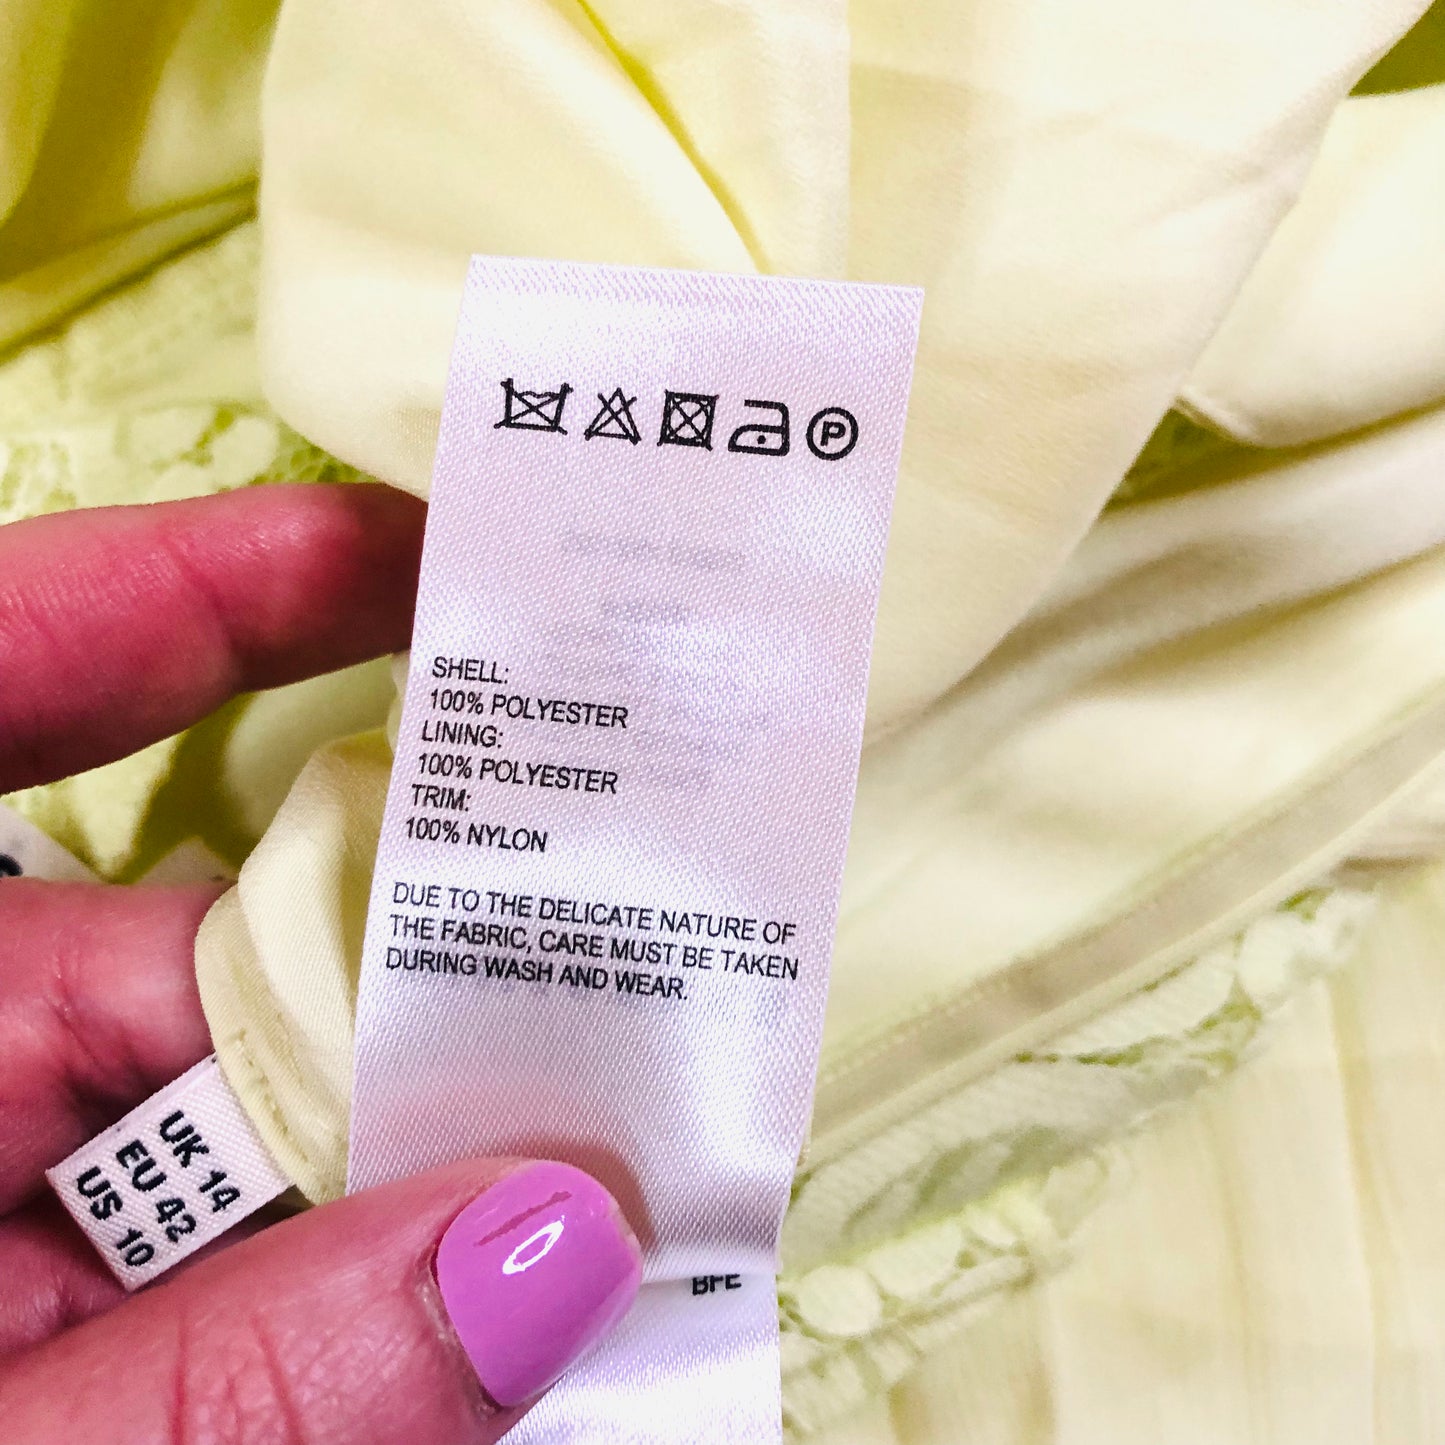 P
SHELL:
100% POLYESTER
LINING:
100% POLYESTER
TRIM:
100% NYLON
DUE TO THE DELICATE NATURE OF
THE FABRIC, CARE MUST BE TAKEN
DURING WASH AND WEAR.
UK 14
EU 42
US 10